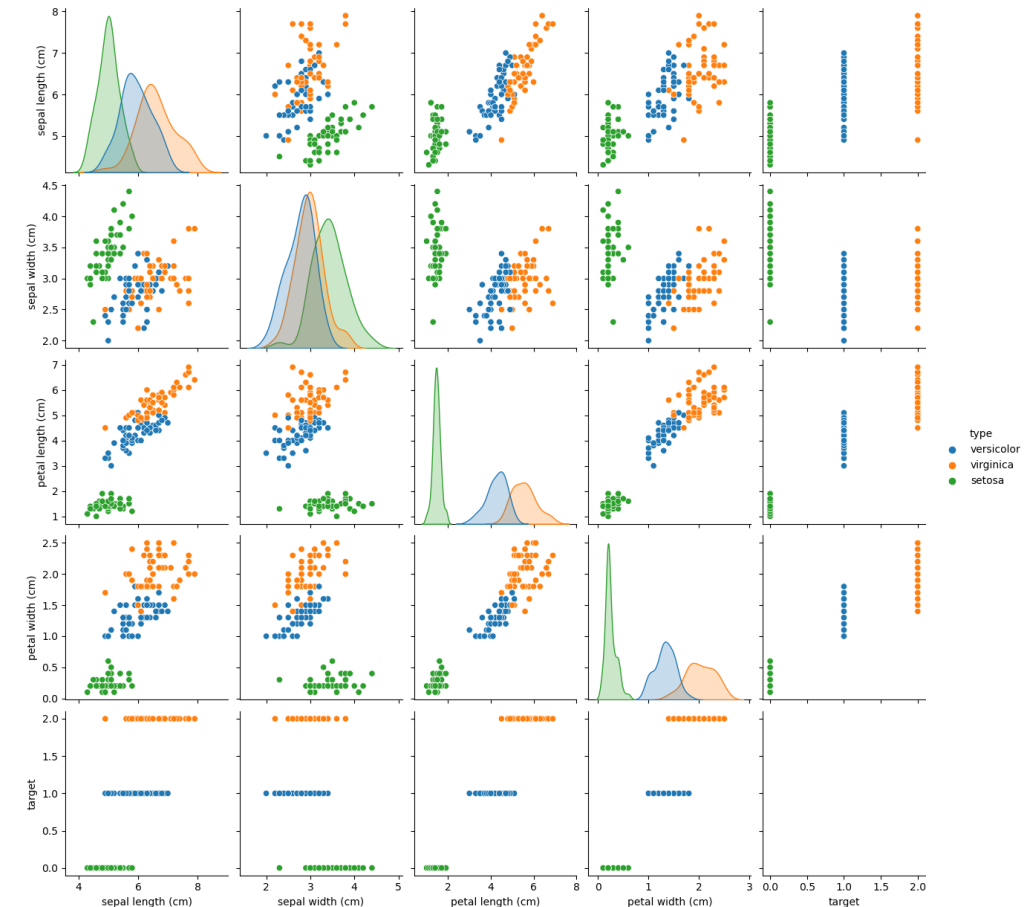 8
7
6
5
sepal length (cm)
4.5
4.0
3.5
3.0
2.5
2.0
sepal width (cm)
7
6
5
4
3
2
1
petal length (cm)
type
versicolor
virginica
setosa
2.5
2.0
1.5
1.0
0.5
0.0
petal width (cm)
2.0
1.5
1.0
0.5
0.0
target
4 6 8
2 3 4 5
2 4 6 8
0 1 2 3
0.0 0.5 1.0 1.5 2.0
sepal length (cm)
sepal width (cm)
petal length (cm)
petal width (cm)
target